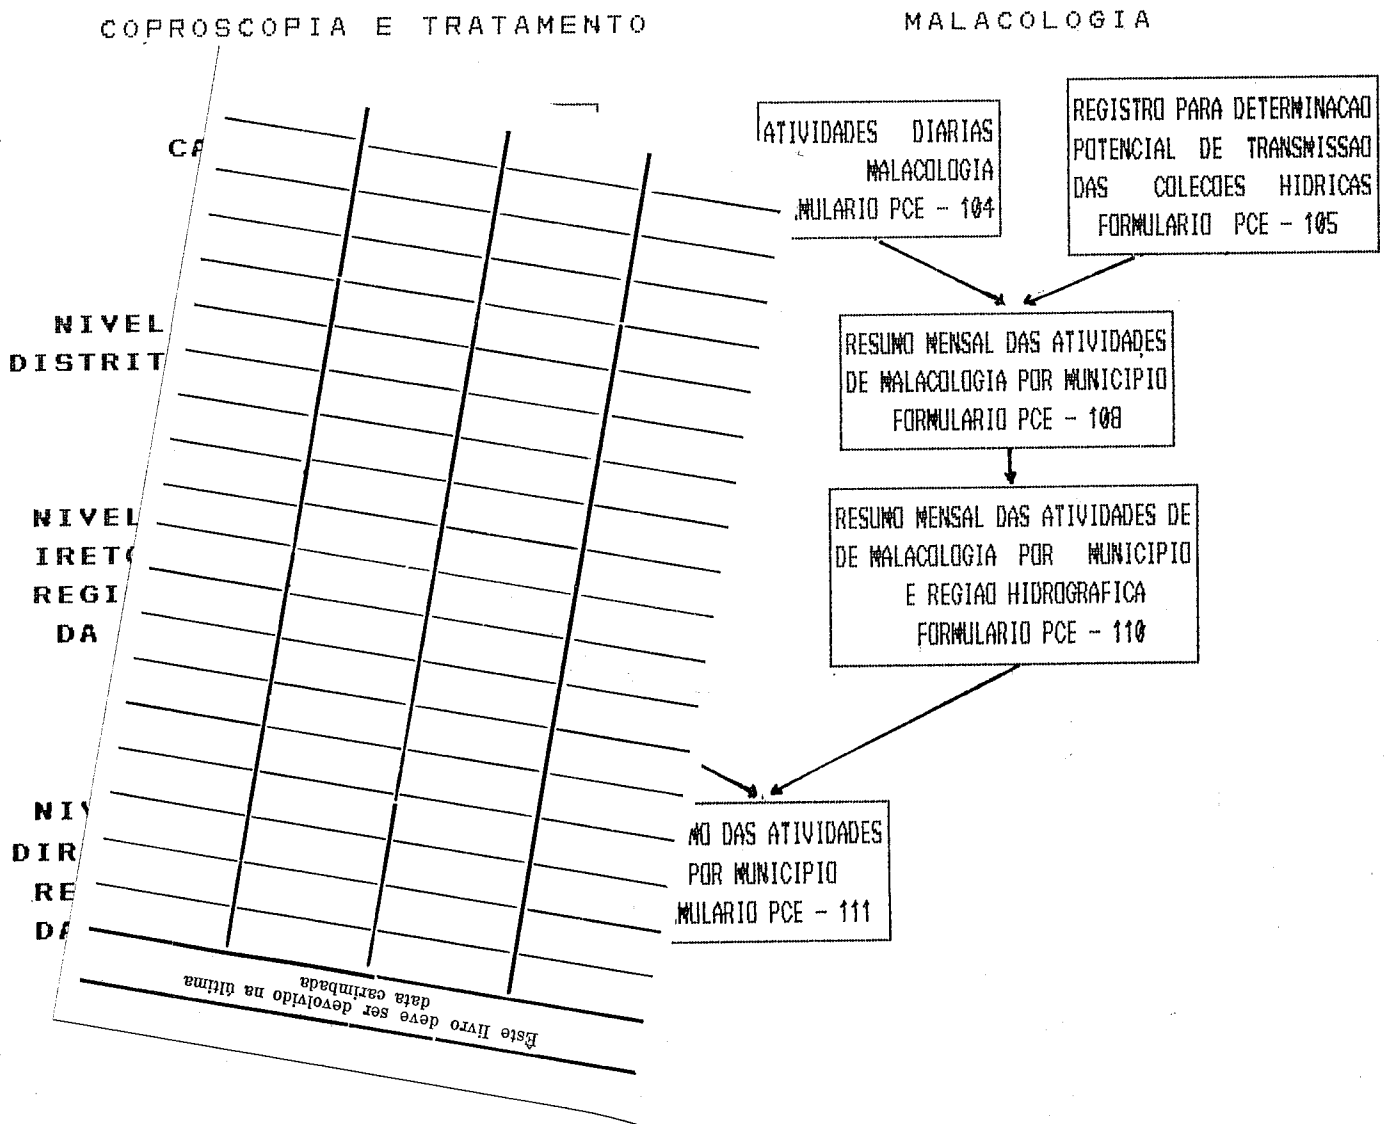 COPROSCOPIA E TRATAMENTO
MALACOLOGIA
CA
NIVEL
DISTRIT
NIVEL
IRETO
REGI
DA
NIV
DIR
RE
DA
ATIVIDADES DIARIAS
MALACOLOGIA
MULARIO PCE - 104
REGISTRO PARA DETERMINACAO
POTENCIAL DE TRANSMISSAO
DAS COLECOES HIDRICAS
FORMULARIO PCE - 105
RESUMO MENSAL DAS ATIVIDADES
DE MALACOLOGIA POR MUNICIPIO
FORMULARIO PCE - 108
RESUMO MENSAL DAS ATIVIDADES DE
DE MALACOLOGIA POR MUNICIPIO
E REGIAO HIDROGRAFICA
FORMULARIO PCE - 110
MO DAS ATIVIDADES
POR MUNICIPIO
MULARIO PCE - 111
Êste livro deve ser devolvido na última
data carimbada